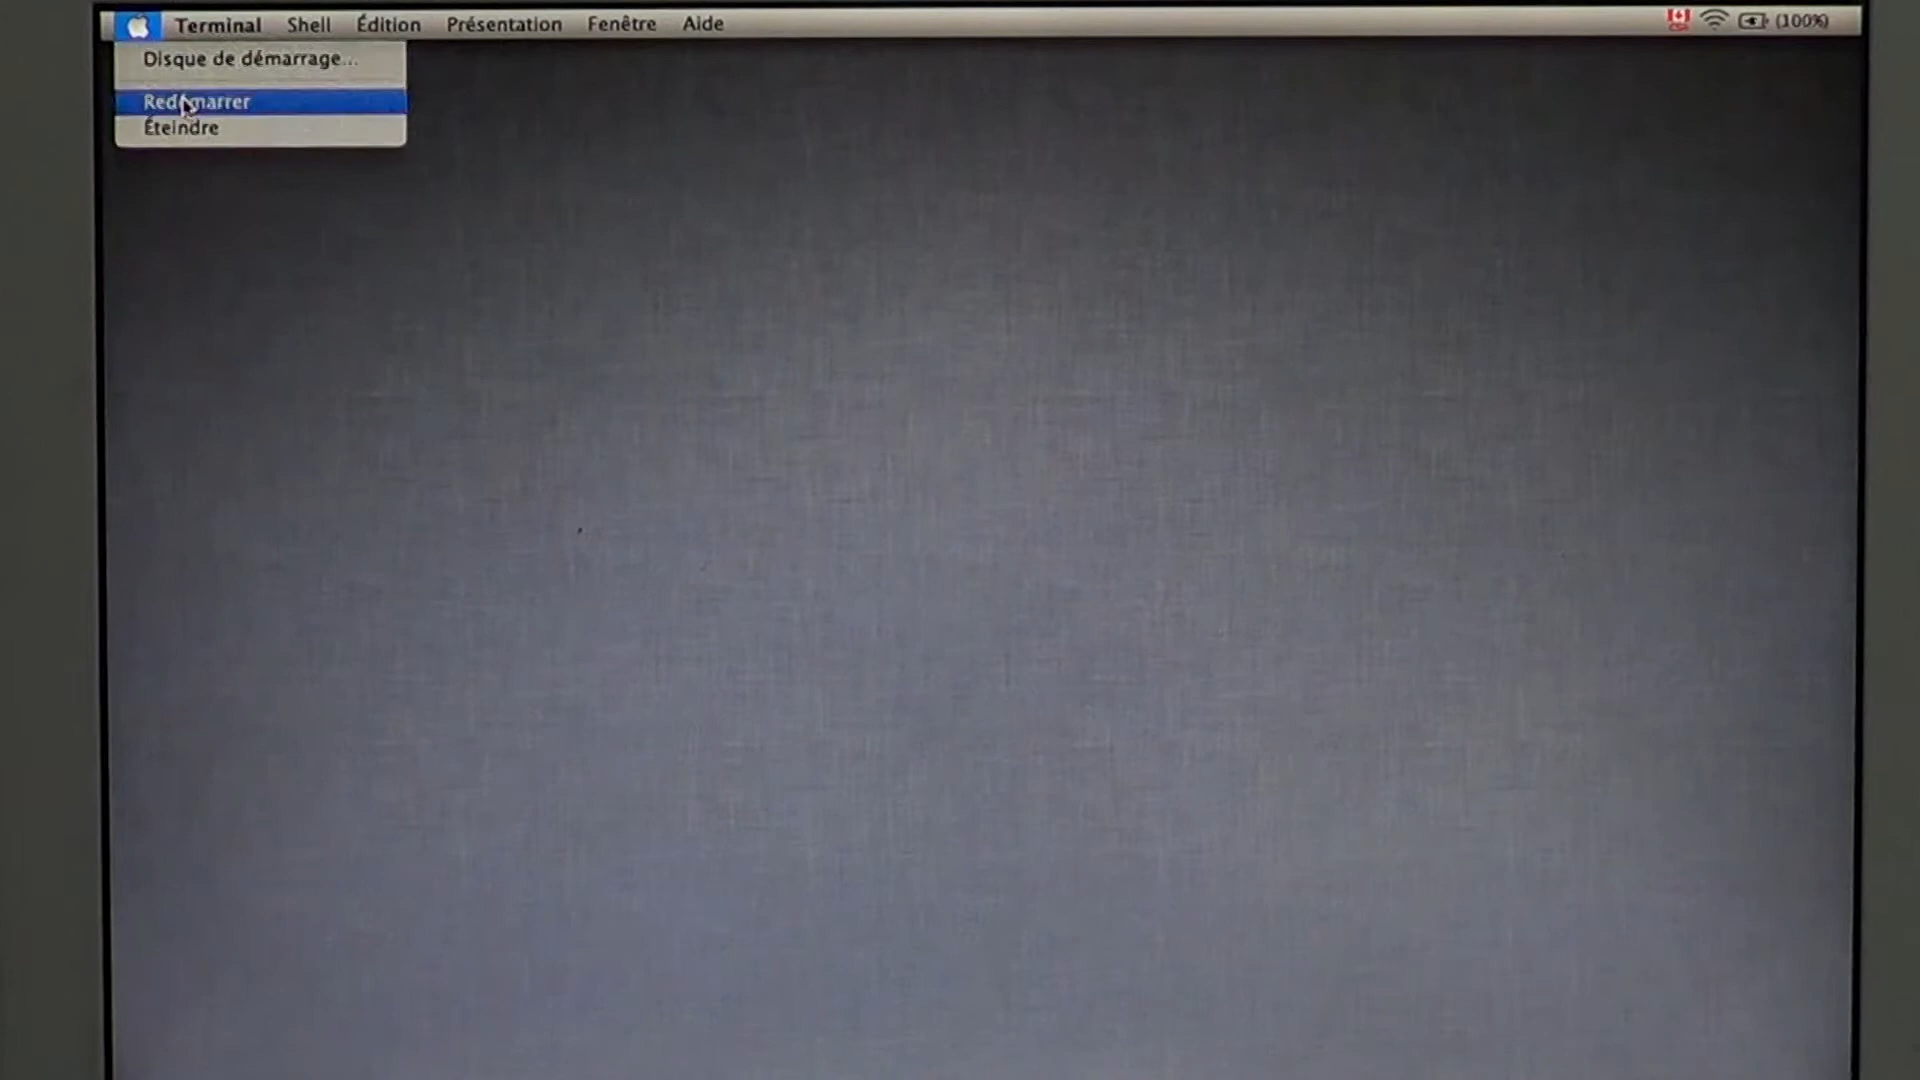 Terminal Shell Édition Présentation Fenêtre Aide (100%)
Disque de démarrage...
Redémarrer
Éteindre